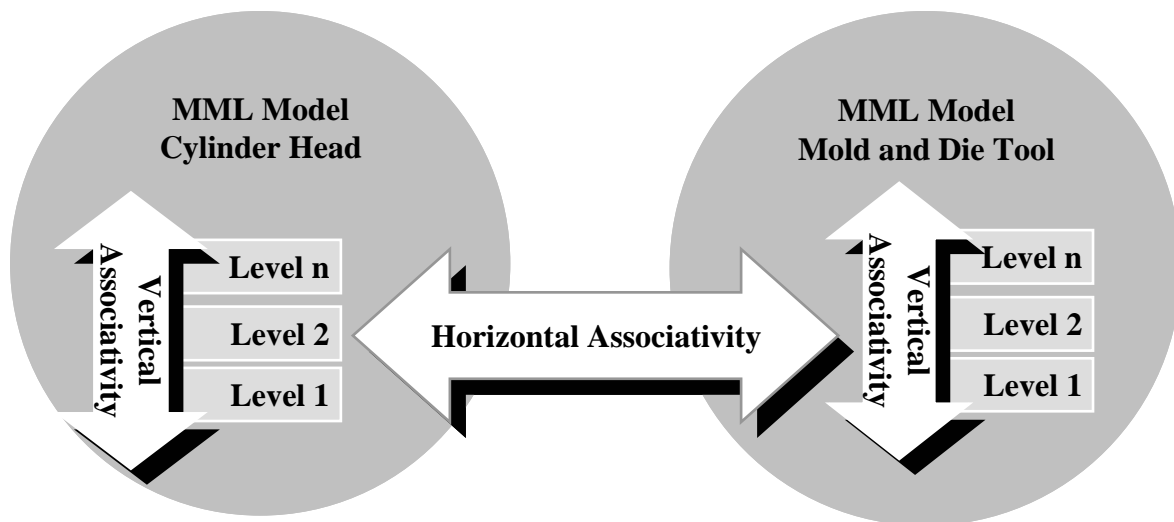 MML Model
Cylinder Head
Vertical
Associativity
Level n
Level 2
Level 1
Horizontal Associativity
MML Model
Mold and Die Tool
Vertical
Associativity
Level n
Level 2
Level 1